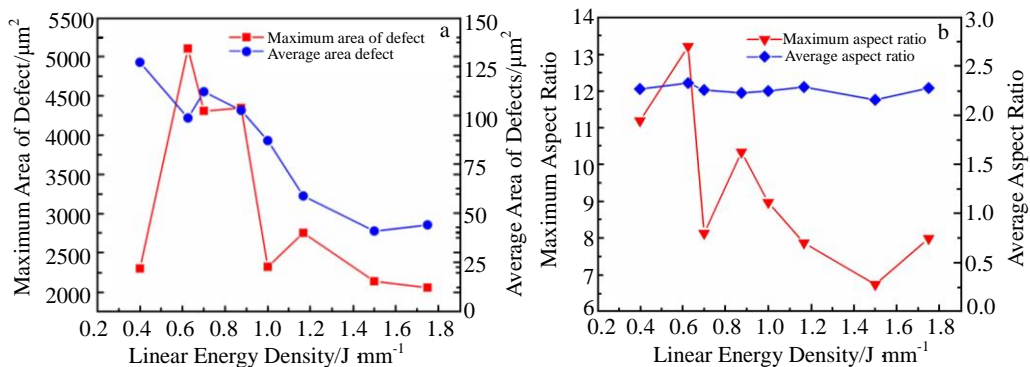 a
Maximum area of defect
Average area defect
Maximum Area of Defect/μm²
5500
5000
4500
4000
3500
3000
2500
2000
150
125
100
75
50
25
0
Average Area of Defects/μm²
0.2 0.4 0.6 0.8 1.0 1.2 1.4 1.6 1.8
Linear Energy Density/J·mm⁻¹
b
Maximum aspect ratio
Average aspect ratio
Maximum Aspect Ratio
14
13
12
11
10
9
8
7
6
3.0
2.5
2.0
1.5
1.0
0.5
0.0
Average Aspect Ratio
0.2 0.4 0.6 0.8 1.0 1.2 1.4 1.6 1.8
Linear Energy Density/J·mm⁻¹